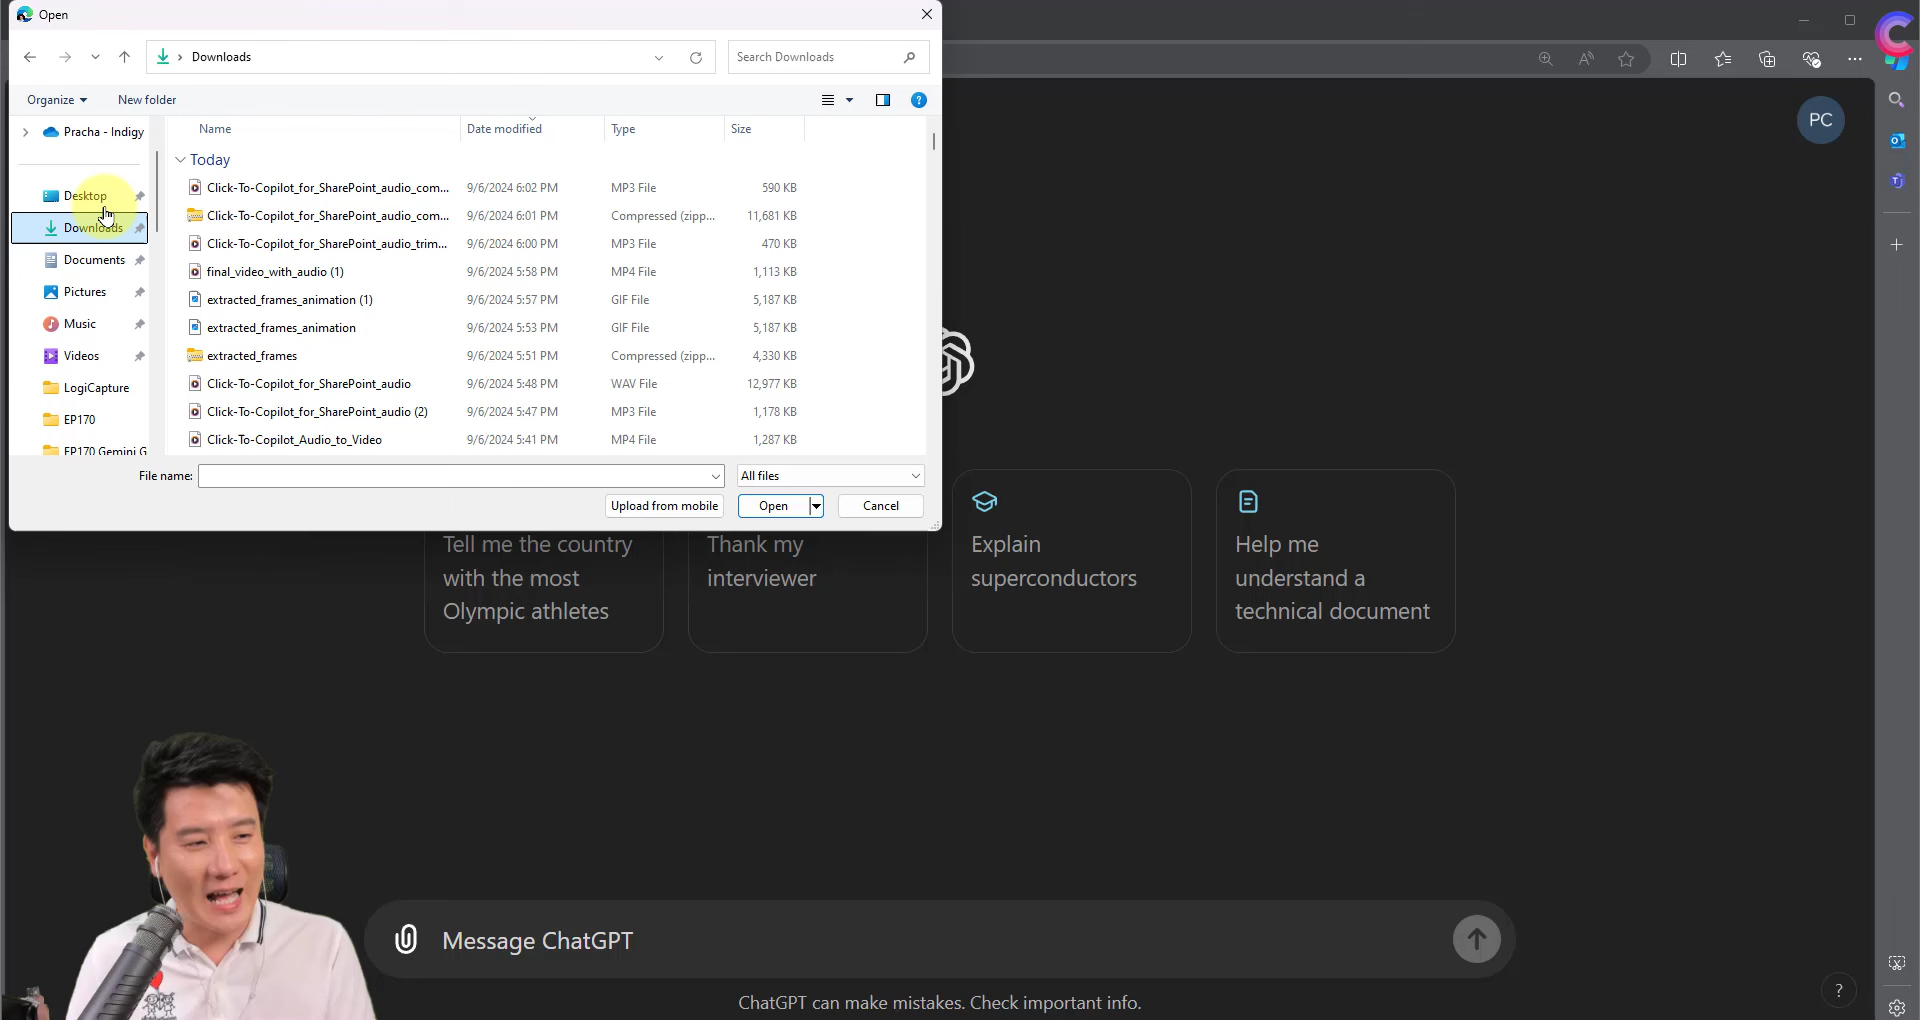 Open
Downloads
Search Downloads
Organize
New folder
Pracha - Indigy
Desktop
Downloads
Documents
Pictures
Music
Videos
LogiCapture
EP170
EP170 Gemini G
Name Date modified Type Size
Today
Click-To-Copilot_for_SharePoint_audio_com... 9/6/2024 6:02 PM MP3 File 590 KB
Click-To-Copilot_for_SharePoint_audio_com... 9/6/2024 6:01 PM Compressed (zipp... 11,681 KB
Click-To-Copilot_for_SharePoint_audio_trim... 9/6/2024 6:00 PM MP3 File 470 KB
final_video_with_audio (1) 9/6/2024 5:58 PM MP4 File 1,113 KB
extracted_frames_animation (1) 9/6/2024 5:57 PM GIF File 5,187 KB
extracted_frames_animation 9/6/2024 5:53 PM GIF File 5,187 KB
extracted_frames 9/6/2024 5:51 PM Compressed (zipp... 4,330 KB
Click-To-Copilot_for_SharePoint_audio 9/6/2024 5:48 PM WAV File 12,977 KB
Click-To-Copilot_for_SharePoint_audio (2) 9/6/2024 5:47 PM MP3 File 1,178 KB
Click-To-Copilot_Audio_to_Video 9/6/2024 5:41 PM MP4 File 1,287 KB
File name:
All files
Upload from mobile
Open
Cancel
PC
Tell me the country
with the most
Olympic athletes
Thank my
interviewer
Explain
superconductors
Help me
understand a
technical document
Message ChatGPT
ChatGPT can make mistakes. Check important info.
?